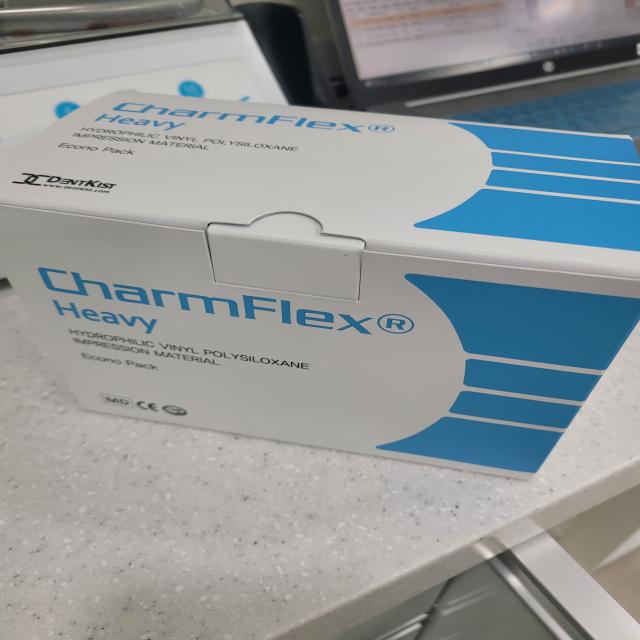 CharmFlex®
Heavy
HYDROPHILIC VINYL POLYSILOXANE
IMPRESSION MATERIAL
Econo Pack
DENTKIST
CharmFlex®
Heavy
HYDROPHILIC VINYL POLYSILOXANE
IMPRESSION MATERIAL
Econo Pack
MD CE